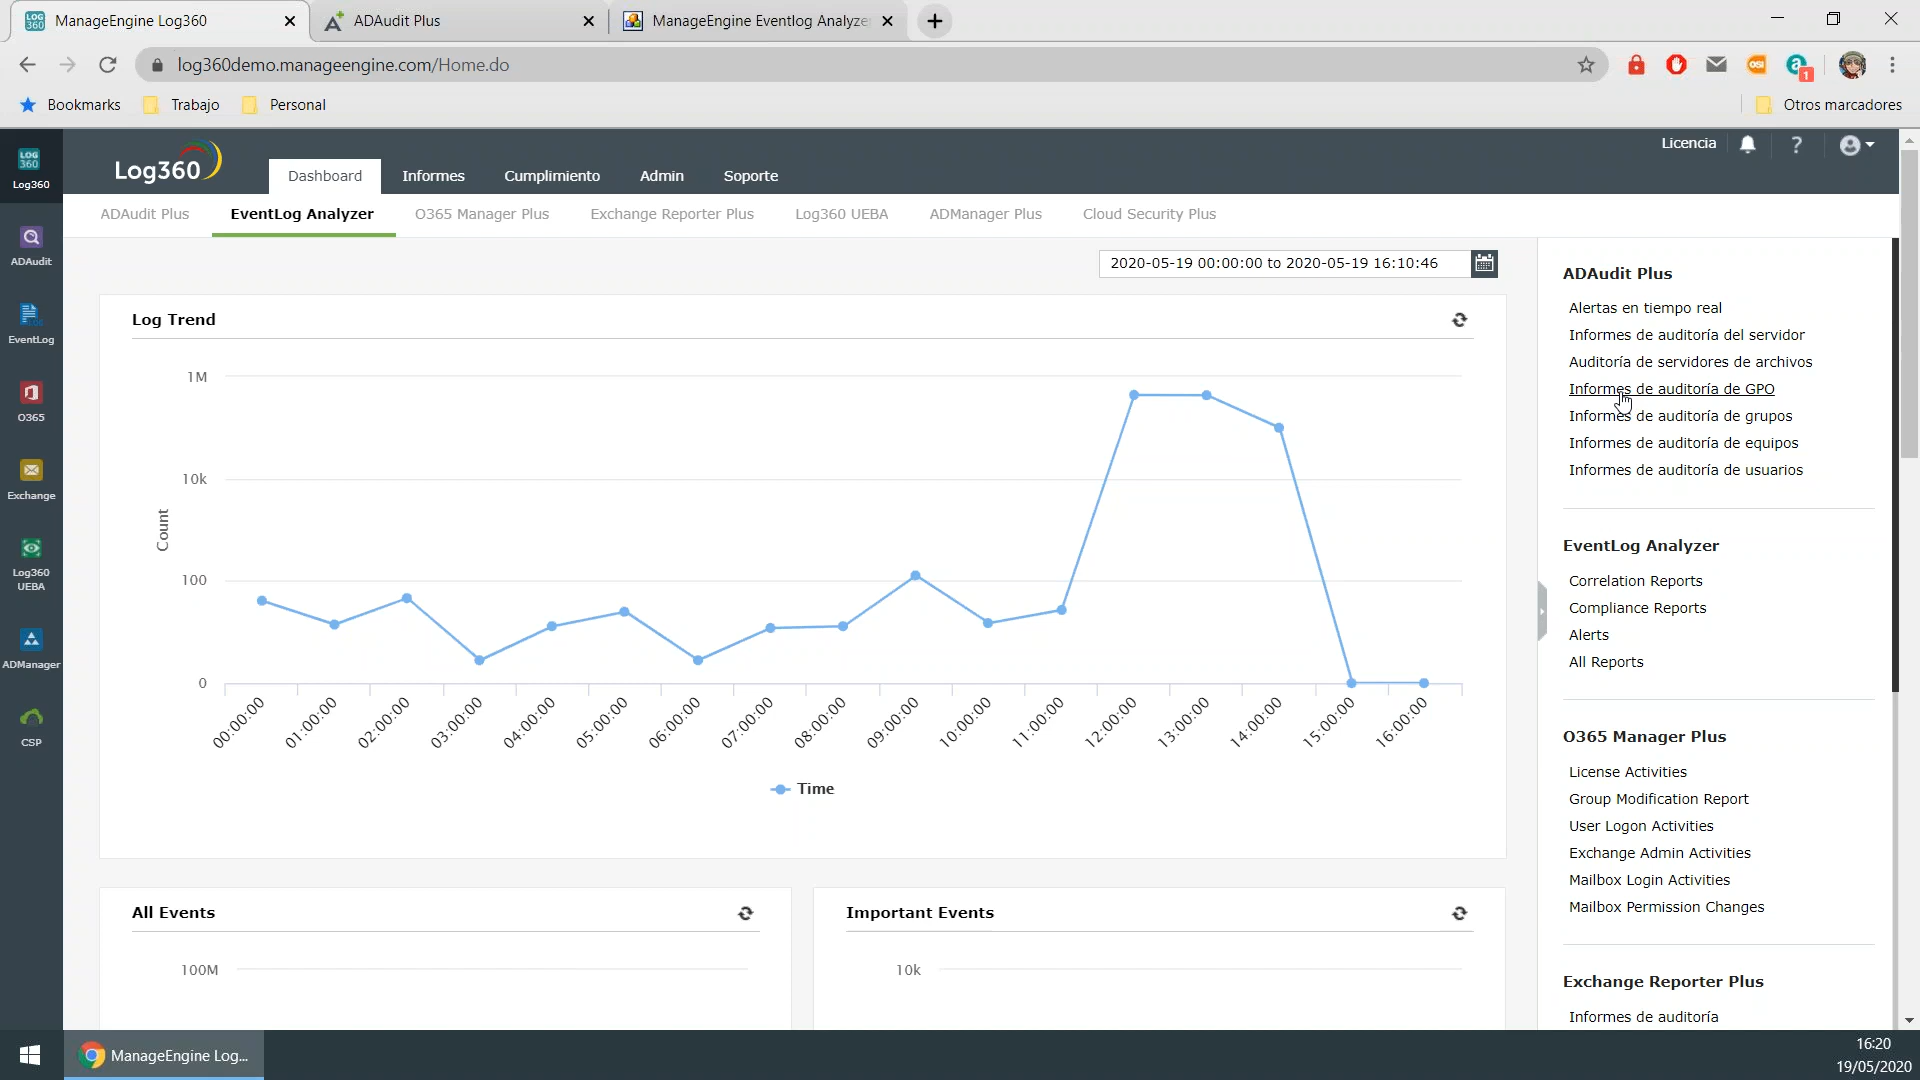 ManageEngine Log360
ADAudit Plus
ManageEngine Eventlog Analyze
log360demo.manageengine.com/Home.do
1
Bookmarks
Trabajo
Personal
Otros marcadores
LOG 360
Log360
ADAudit
EventLog
O365
Exchange
Log360
UEBA
ADManager
CSP
Log360
Dashboard
Informes
Cumplimiento
Admin
Soporte
Licencia
?
ADAudit Plus
EventLog Analyzer
O365 Manager Plus
Exchange Reporter Plus
Log360 UEBA
ADManager Plus
Cloud Security Plus
2020-05-19 00:00:00 to 2020-05-19 16:10:46
Log Trend
1M
10k
100
0
Count
00:00:00
01:00:00
02:00:00
03:00:00
04:00:00
05:00:00
06:00:00
07:00:00
08:00:00
09:00:00
10:00:00
11:00:00
12:00:00
13:00:00
14:00:00
15:00:00
16:00:00
Time
All Events
100M
Important Events
10k
ADAudit Plus
Alertas en tiempo real
Informes de auditoría del servidor
Auditoría de servidores de archivos
Informes de auditoría de GPO
Informes de auditoría de grupos
Informes de auditoría de equipos
Informes de auditoría de usuarios
EventLog Analyzer
Correlation Reports
Compliance Reports
Alerts
All Reports
O365 Manager Plus
License Activities
Group Modification Report
User Logon Activities
Exchange Admin Activities
Mailbox Login Activities
Mailbox Permission Changes
Exchange Reporter Plus
Informes de auditoría
ManageEngine Log...
16:20
19/05/2020